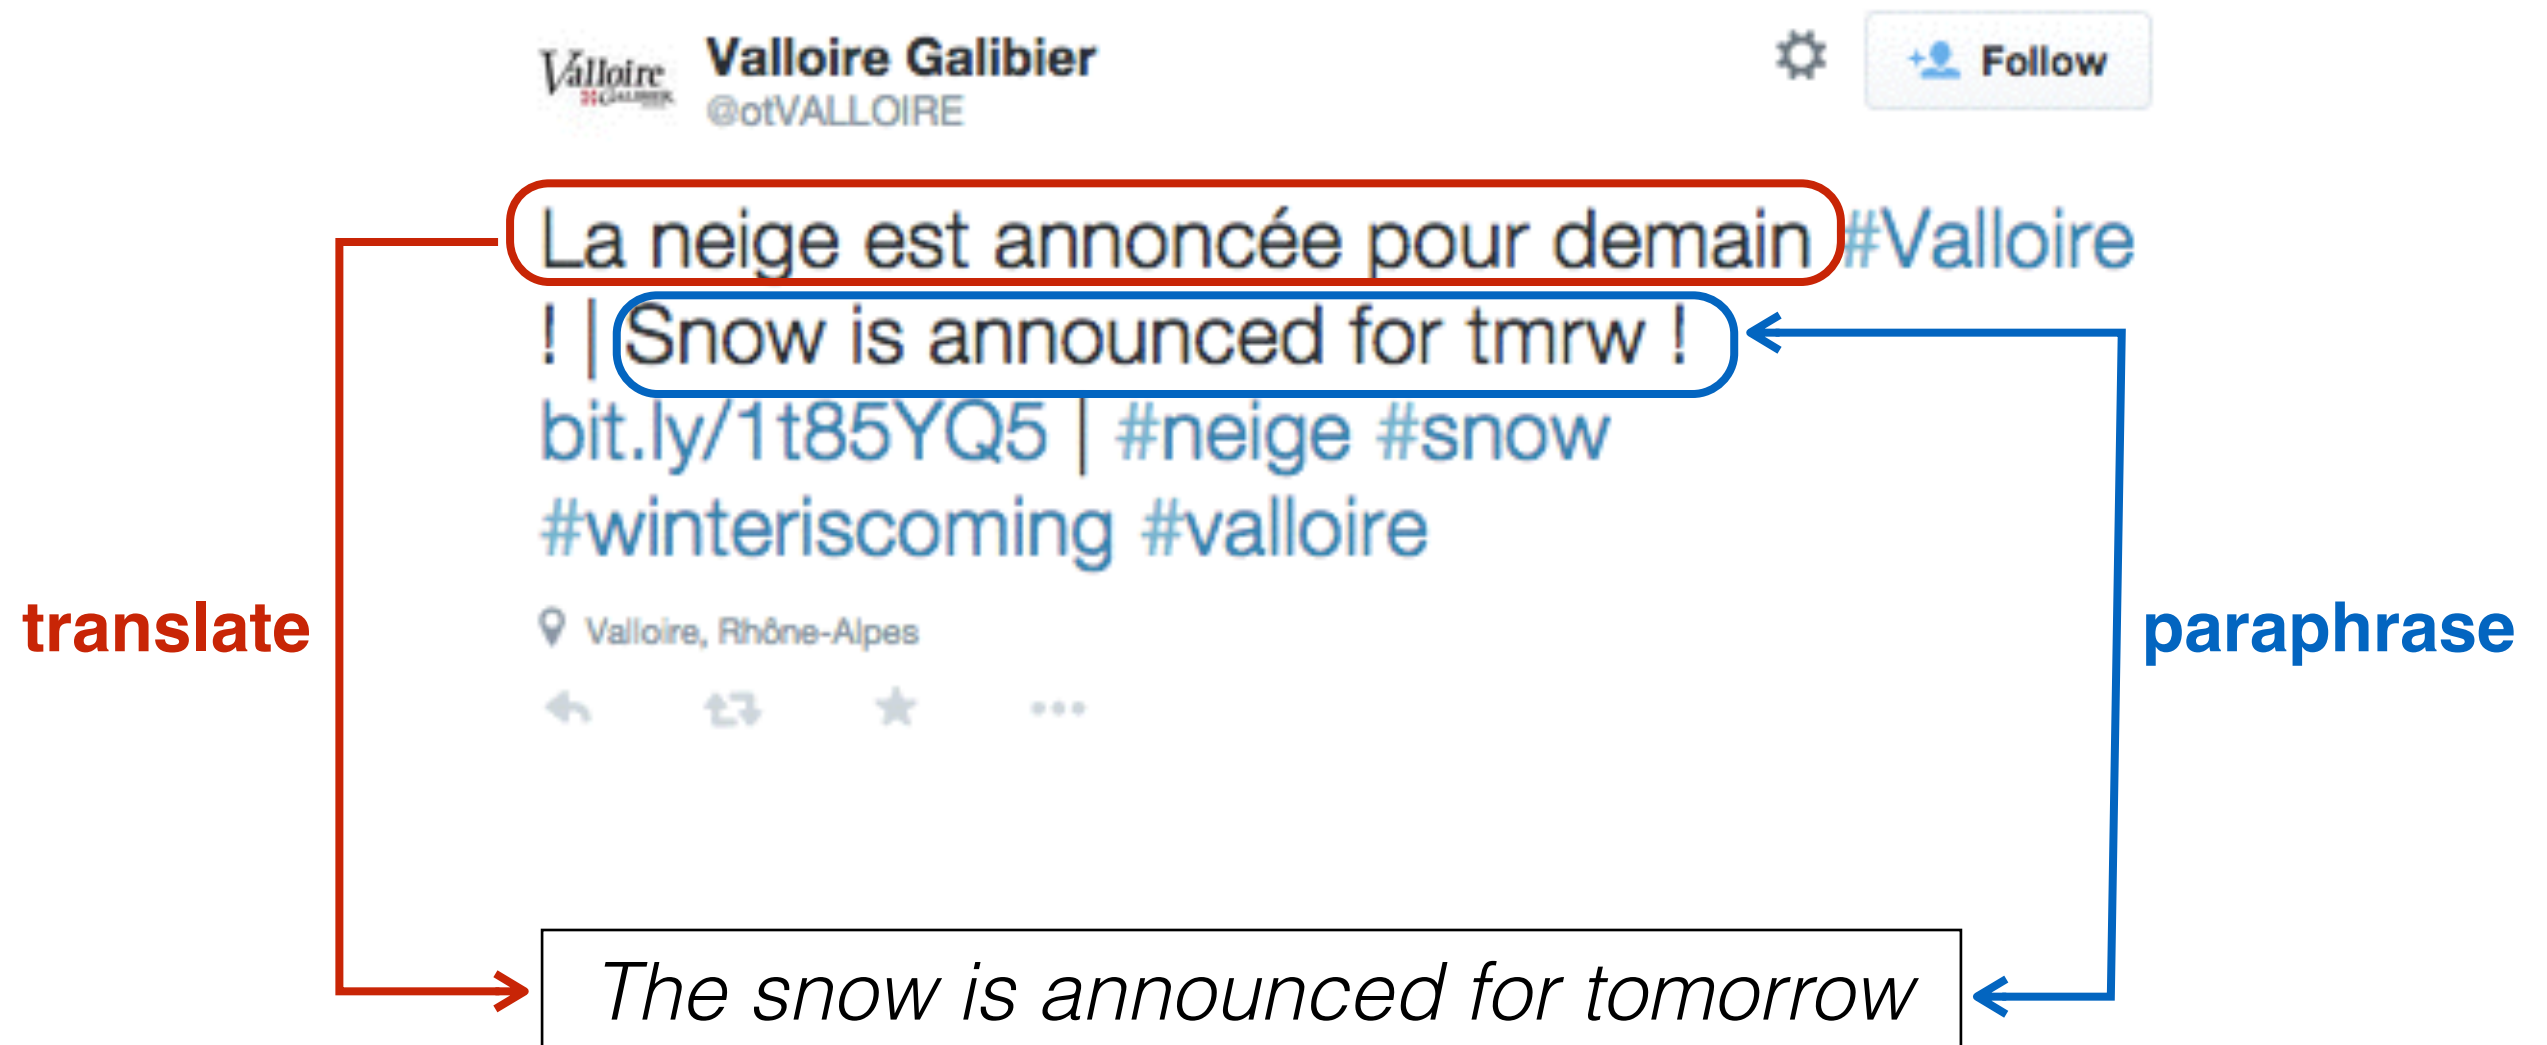 Valloire
GALIBIER
Valloire Galibier
@otVALLOIRE
Follow
La neige est annoncée pour demain #Valloire
! | Snow is announced for tmrw !
bit.ly/1t85YQ5 | #neige #snow
#winteriscoming #valloire
translate
paraphrase
Valloire, Rhône-Alpes
The snow is announced for tomorrow